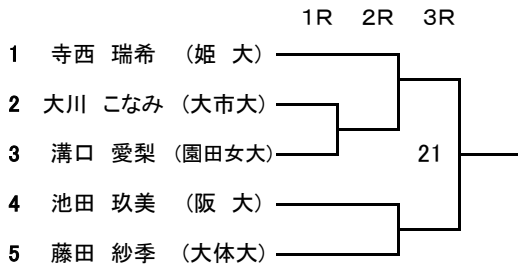 1R 2R 3R
1 寺西 瑞希 (姫 大)
2 大川 こなみ (大市大)
3 溝口 愛梨 (園田女大)
21
4 池田 玖美 (阪 大)
5 藤田 紗季 (大体大)